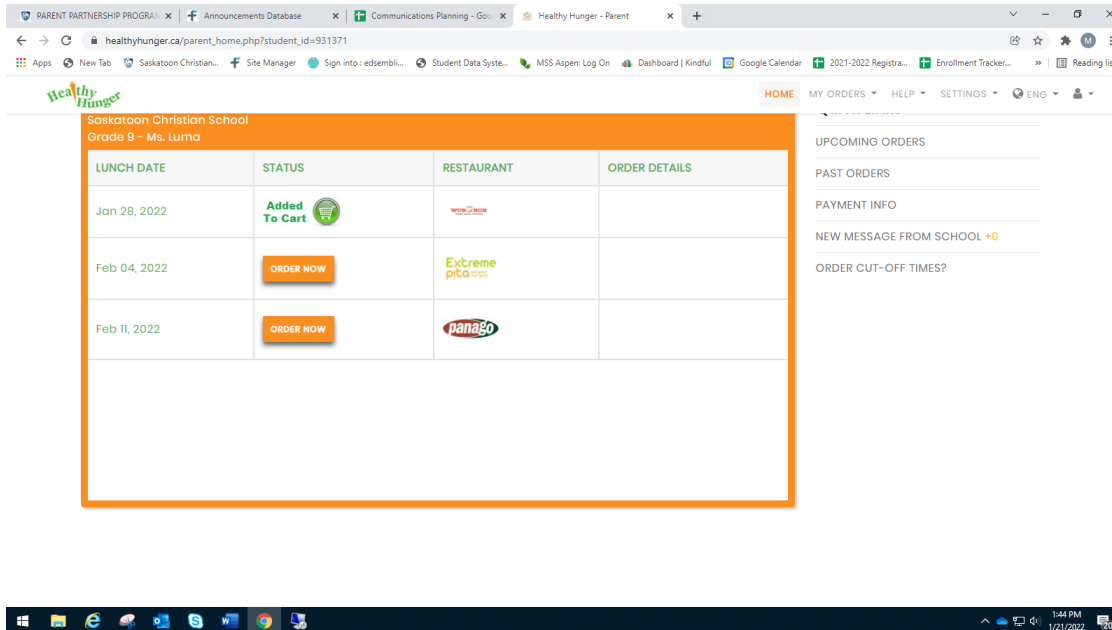 PARENT PARTNERSHIP PROGRAM
Announcements Database
Communications Planning - Goo
Healthy Hunger - Parent
healthyhunger.ca/parent_home.php?student_id=931371
M
Apps
New Tab
Saskatoon Christian...
Site Manager
Sign into : edsembli...
Student Data Syste...
MSS Aspen: Log On
Dashboard | Kindful
Google Calendar
2021-2022 Registra...
Enrollment Tracker...
»
Reading lis
Healthy Hunger
HOME
MY ORDERS
HELP
SETTINGS
ENG
Saskatoon Christian School
Grade 9 - Ms. Luma
LUNCH DATE
STATUS
RESTAURANT
ORDER DETAILS
Jan 28, 2022
Added
To Cart
WOK BOX
Feb 04, 2022
ORDER NOW
Extreme
pita
Feb 11, 2022
ORDER NOW
panago
UPCOMING ORDERS
PAST ORDERS
PAYMENT INFO
NEW MESSAGE FROM SCHOOL +0
ORDER CUT-OFF TIMES?
1:44 PM
1/21/2022
20